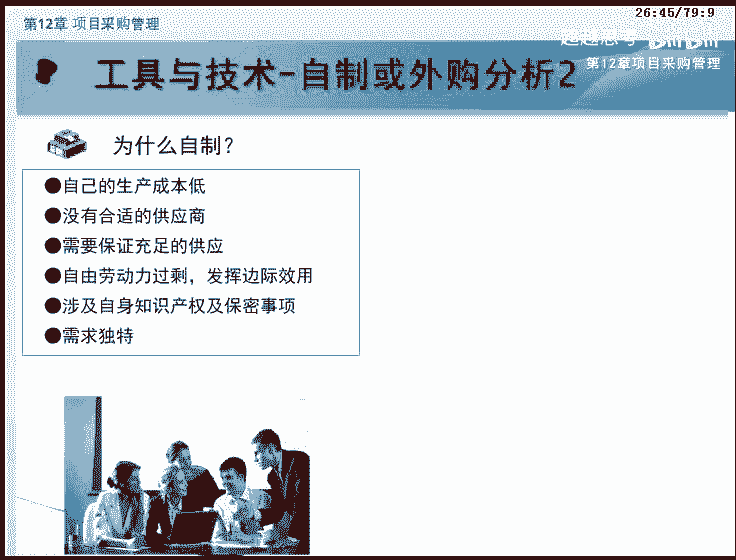 26:45/79:9
第12章 项目采购管理
第12章项目采购管理
工具与技术-自制或外购分析2
为什么自制?
●自己的生产成本低
●没有合适的供应商
●需要保证充足的供应
●自由劳动力过剩，发挥边际效用
●涉及自身知识产权及保密事项
●需求独特